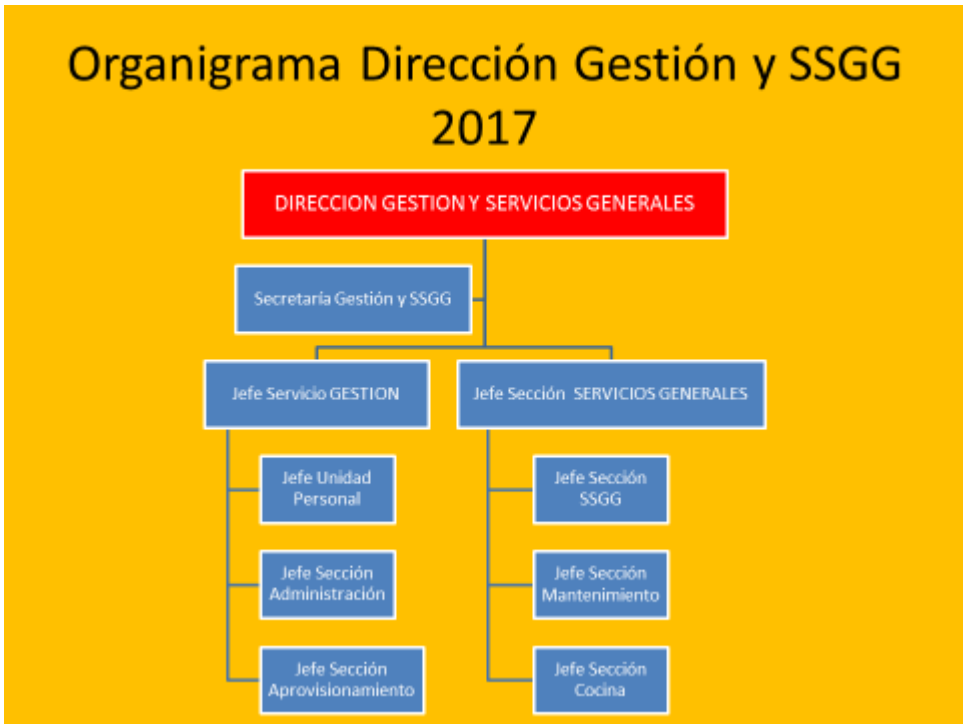 Organigrama Dirección Gestión y SSGG
2017
DIRECCION GESTION Y SERVICIOS GENERALES
Secretaría Gestión y SSGG
Jefe Servicio GESTION
Jefe Sección SERVICIOS GENERALES
Jefe Unidad
Personal
Jefe Sección
Administración
Jefe Sección
Aprovisionamiento
Jefe Sección
SSGG
Jefe Sección
Mantenimiento
Jefe Sección
Cocina